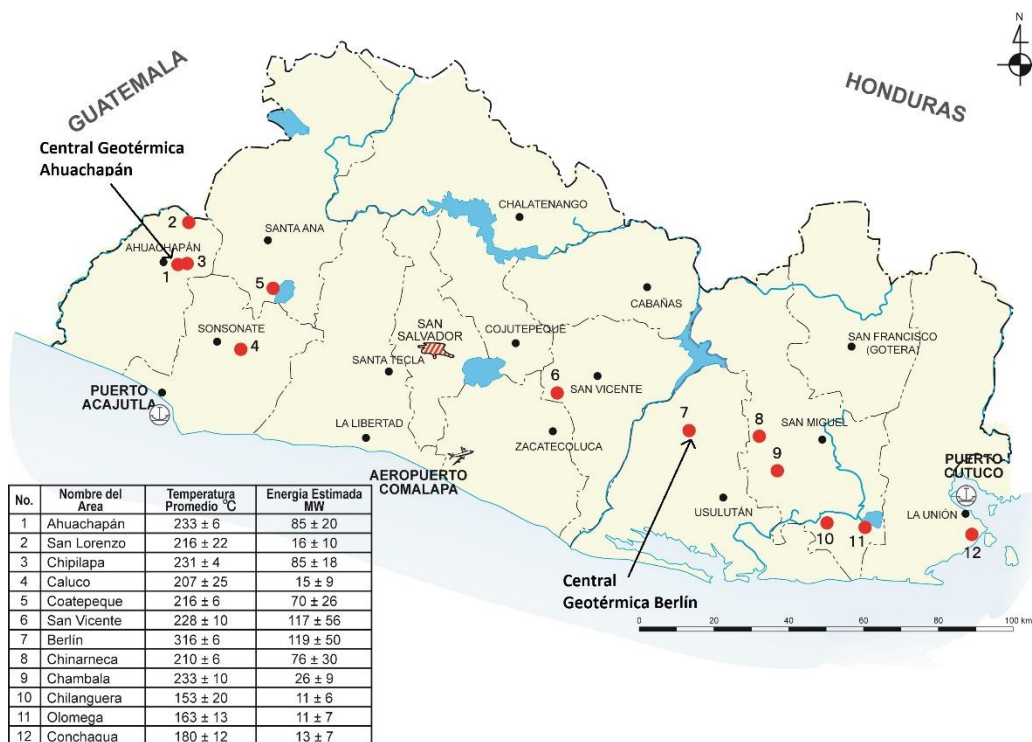 N
GUATEMALA
HONDURAS
Central Geotérmica
Ahuachapán
CHALATENANGO
2
SANTA ANA
AHUACHAPÁN
1
3
5
CABAÑAS
SONSONATE
4
SAN
SALVADOR
COJUTEPEQUE
SAN FRANCISCO
(GOTERA)
SANTA TECLA
6
SAN VICENTE
PUERTO
ACAJUTLA
7
8
SAN MIGUEL
LA LIBERTAD
ZACATECOLUCA
9
PUERTO
CUTUCO
AEROPUERTO
COMALAPA
USULUTÁN
LA UNIÓN
10
11
12
Central
Geotérmica Berlín
0 10 20 40 60 80 100 km
No. Nombre del Area Temperatura Promedio °C Energia Estimada MW
1 Ahuachapán 233 ± 6 85 ± 20
2 San Lorenzo 216 ± 22 16 ± 10
3 Chipilapa 231 ± 4 85 ± 18
4 Caluco 207 ± 25 15 ± 9
5 Coatepeque 216 ± 6 70 ± 26
6 San Vicente 228 ± 10 117 ± 56
7 Berlín 316 ± 6 119 ± 50
8 Chinarneca 210 ± 6 76 ± 30
9 Chambala 233 ± 10 26 ± 9
10 Chilanguera 153 ± 20 11 ± 6
11 Olomega 163 ± 13 11 ± 7
12 Conchagua 180 ± 12 13 ± 7